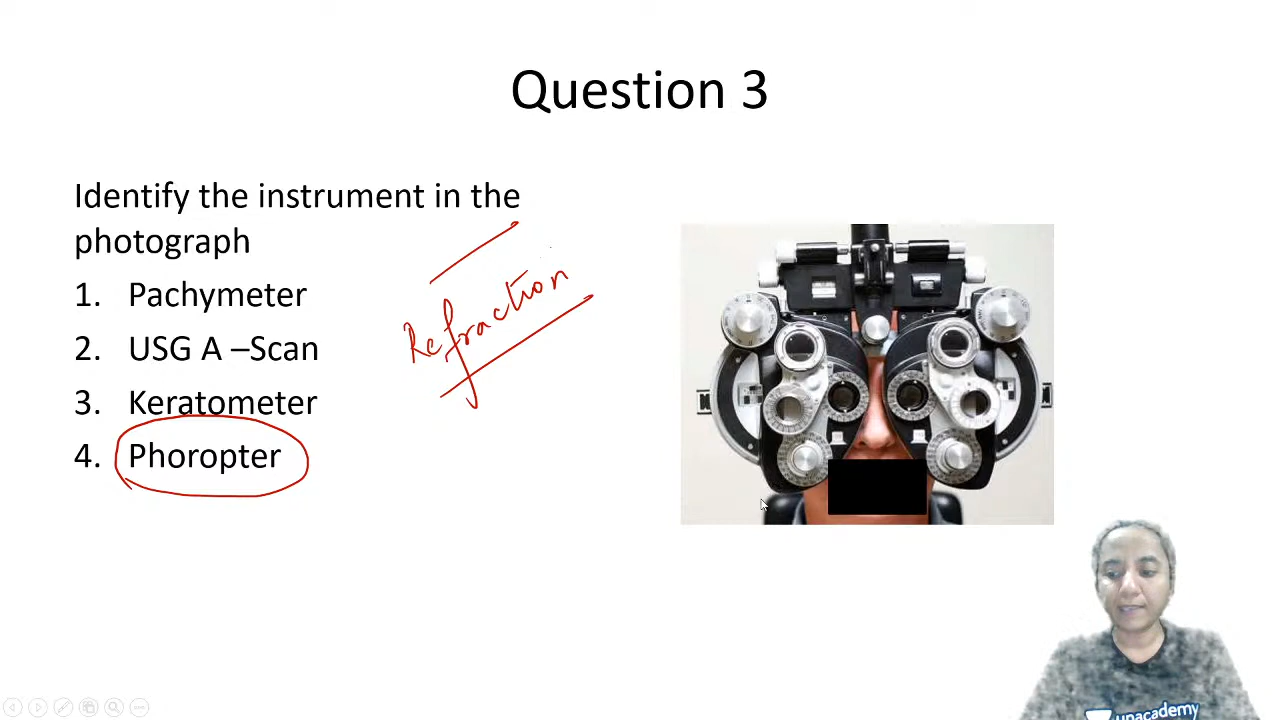 Question 3
Identify the instrument in the
photograph
1. Pachymeter
2. USG A –Scan
3. Keratometer
4. Phoropter
Refraction
unacademy